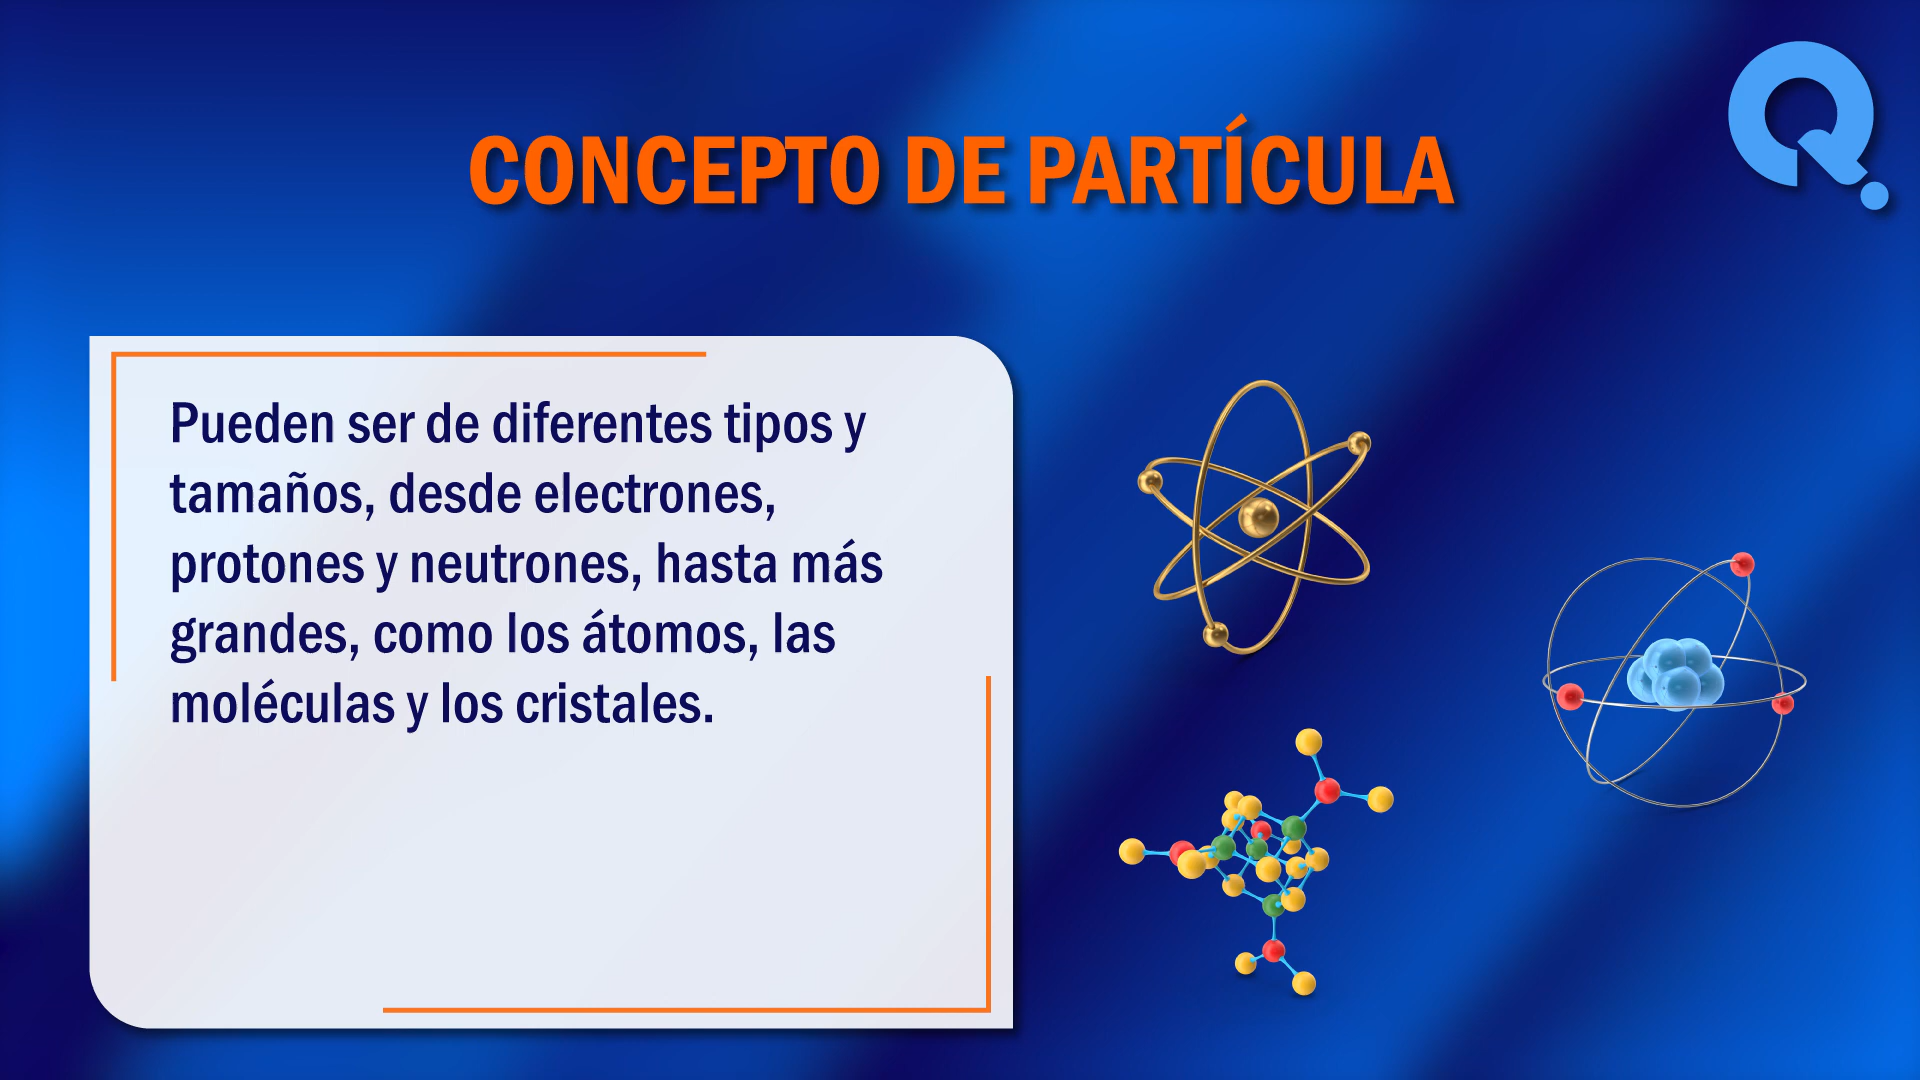 CONCEPTO DE PARTÍCULA
Pueden ser de diferentes tipos y
tamaños, desde electrones,
protones y neutrones, hasta más
grandes, como los átomos, las
moléculas y los cristales.